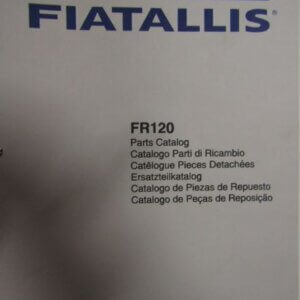 FIATALLIS®
FR120
Parts Catalog
Catalogo Parti di Ricambio
Catêlogue Pieces Detachées
Ersatzteilkatalog
Catalogo de Piezas de Repuesto
Catalogo de Peças de Reposição